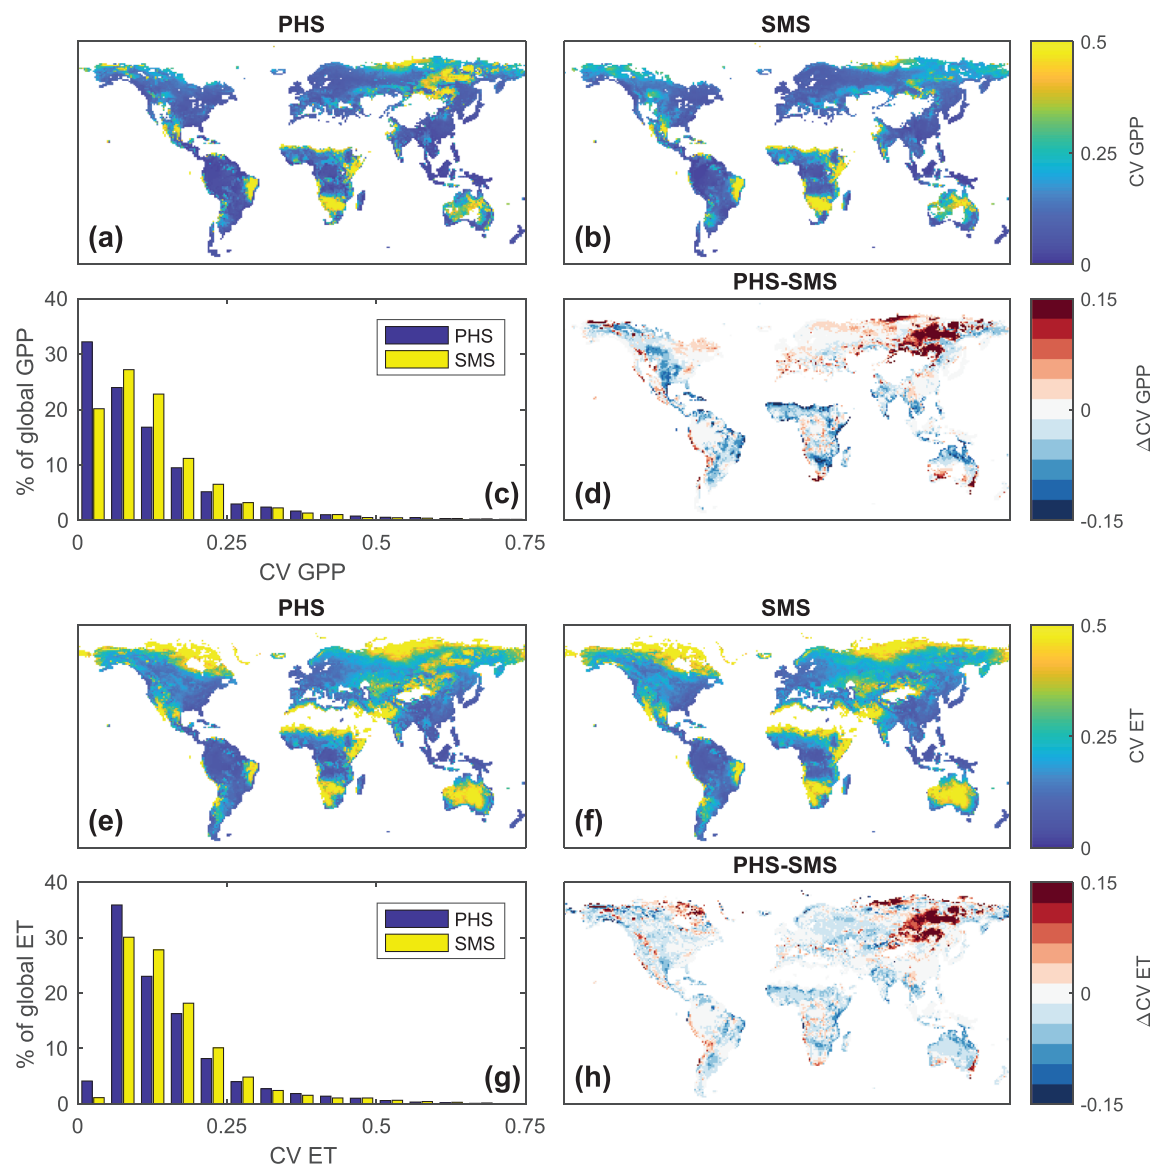 PHS
SMS
(a)
(b)
0.5
0.25
0
CV GPP
PHS-SMS
40
30
20
10
0
% of global GPP
PHS
SMS
(c)
0
0.25
0.5
0.75
CV GPP
(d)
0.15
0
-0.15
△CV GPP
PHS
SMS
(e)
(f)
0.5
0.25
0
CV ET
PHS-SMS
40
30
20
10
0
% of global ET
PHS
SMS
(g)
0
0.25
0.5
0.75
CV ET
(h)
0.15
0
-0.15
△CV ET